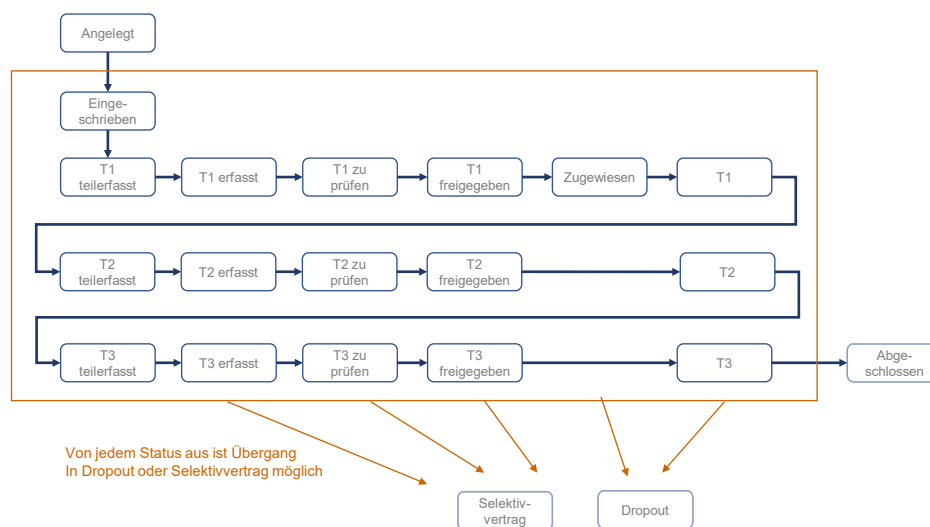 Angelegt
Einge-
schrieben
T1
teilerfasst
T1 erfasst
T1 zu
prüfen
T1
freigegeben
Zugewiesen
T1
T2
teilerfasst
T2 erfasst
T2 zu
prüfen
T2
freigegeben
T2
T3
teilerfasst
T3 erfasst
T3 zu
prüfen
T3
freigegeben
T3
Abge-
schlossen
Von jedem Status aus ist Übergang
In Dropout oder Selektivvertrag möglich
Selektiv-
vertrag
Dropout